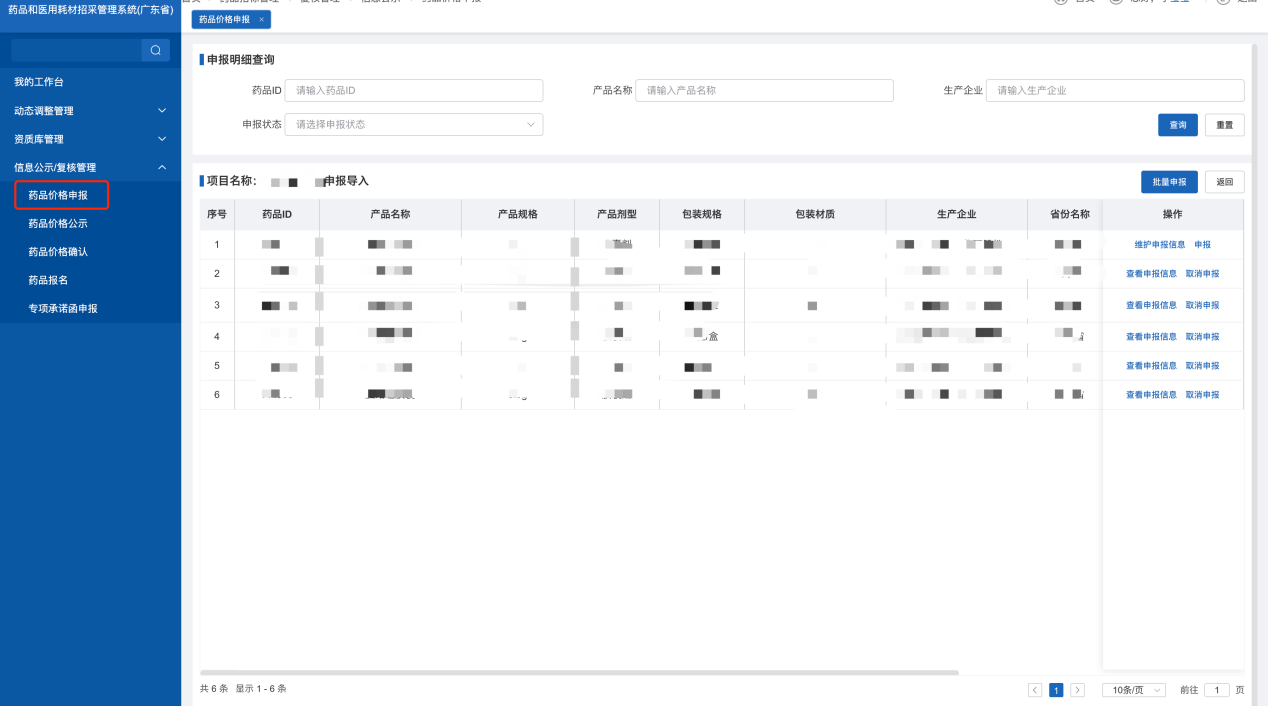 药品和医用耗材招采管理系统(广东省)
药品价格申报 ×
我的工作台
动态调整管理
资质库管理
信息公示/复核管理
药品价格申报
药品价格公示
药品价格确认
药品报名
专项承诺函申报
申报明细查询
药品ID 请输入药品ID 产品名称 请输入产品名称 生产企业 请输入生产企业
申报状态 请选择申报状态 查询 重置
项目名称: 申报导入 批量申报 返回
序号 药品ID 产品名称 产品规格 产品剂型 包装规格 包装材质 生产企业 省份名称 操作
1 维护申报信息 申报
2 查看申报信息 取消申报
3 查看申报信息 取消申报
4 盒 查看申报信息 取消申报
5 查看申报信息 取消申报
6 查看申报信息 取消申报
共 6 条 显示 1 - 6 条 1 10条/页 前往 1 页